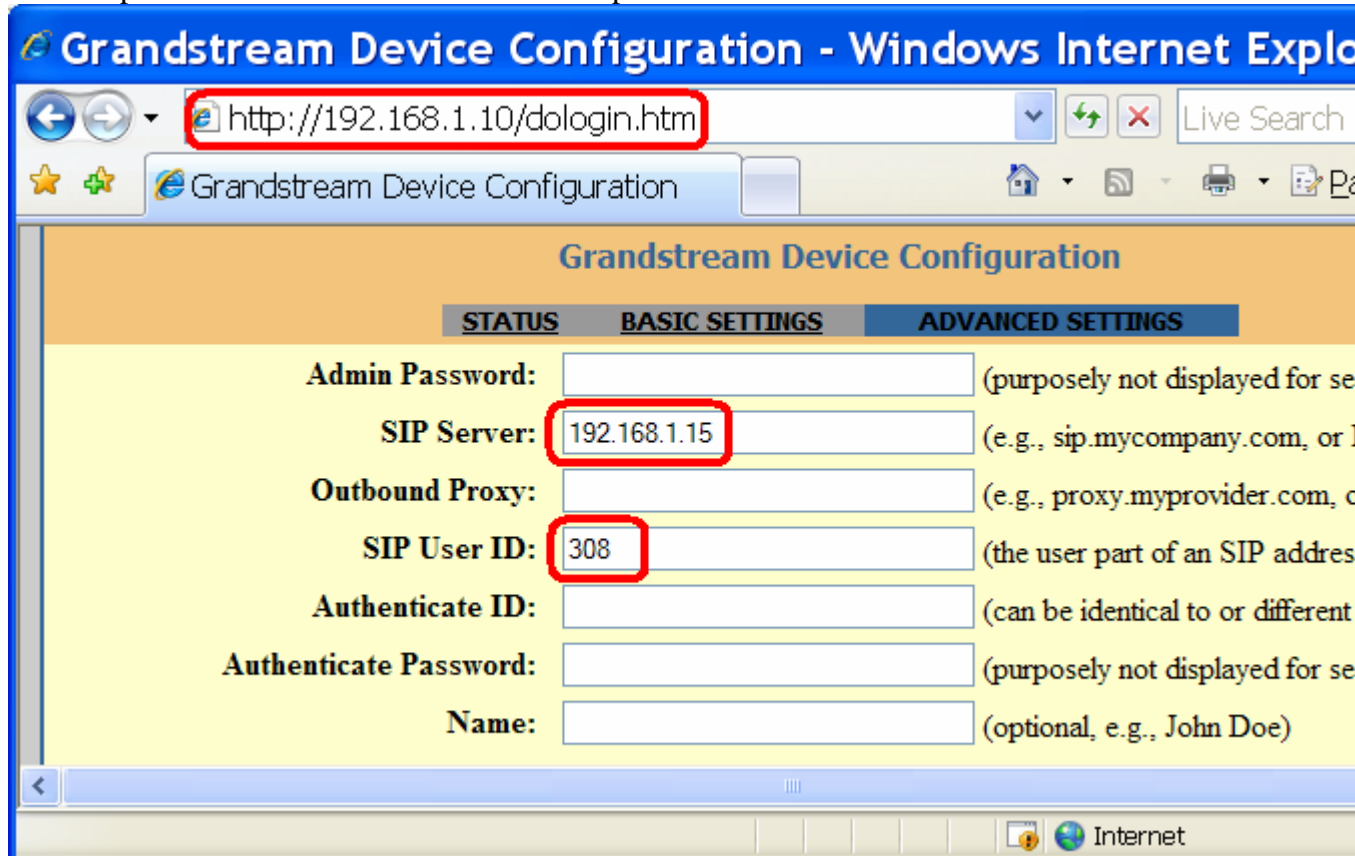 Grandstream Device Configuration - Windows Internet Explo
http://192.168.1.10/dologin.htm
Live Search
Grandstream Device Configuration
Pa
Grandstream Device Configuration
STATUS BASIC SETTINGS ADVANCED SETTINGS
Admin Password: (purposely not displayed for se
SIP Server: 192.168.1.15 (e.g., sip.mycompany.com, or
Outbound Proxy: (e.g., proxy.myprovider.com,
SIP User ID: 308 (the user part of an SIP addres
Authenticate ID: (can be identical to or different
Authenticate Password: (purposely not displayed for se
Name: (optional, e.g., John Doe)
Internet